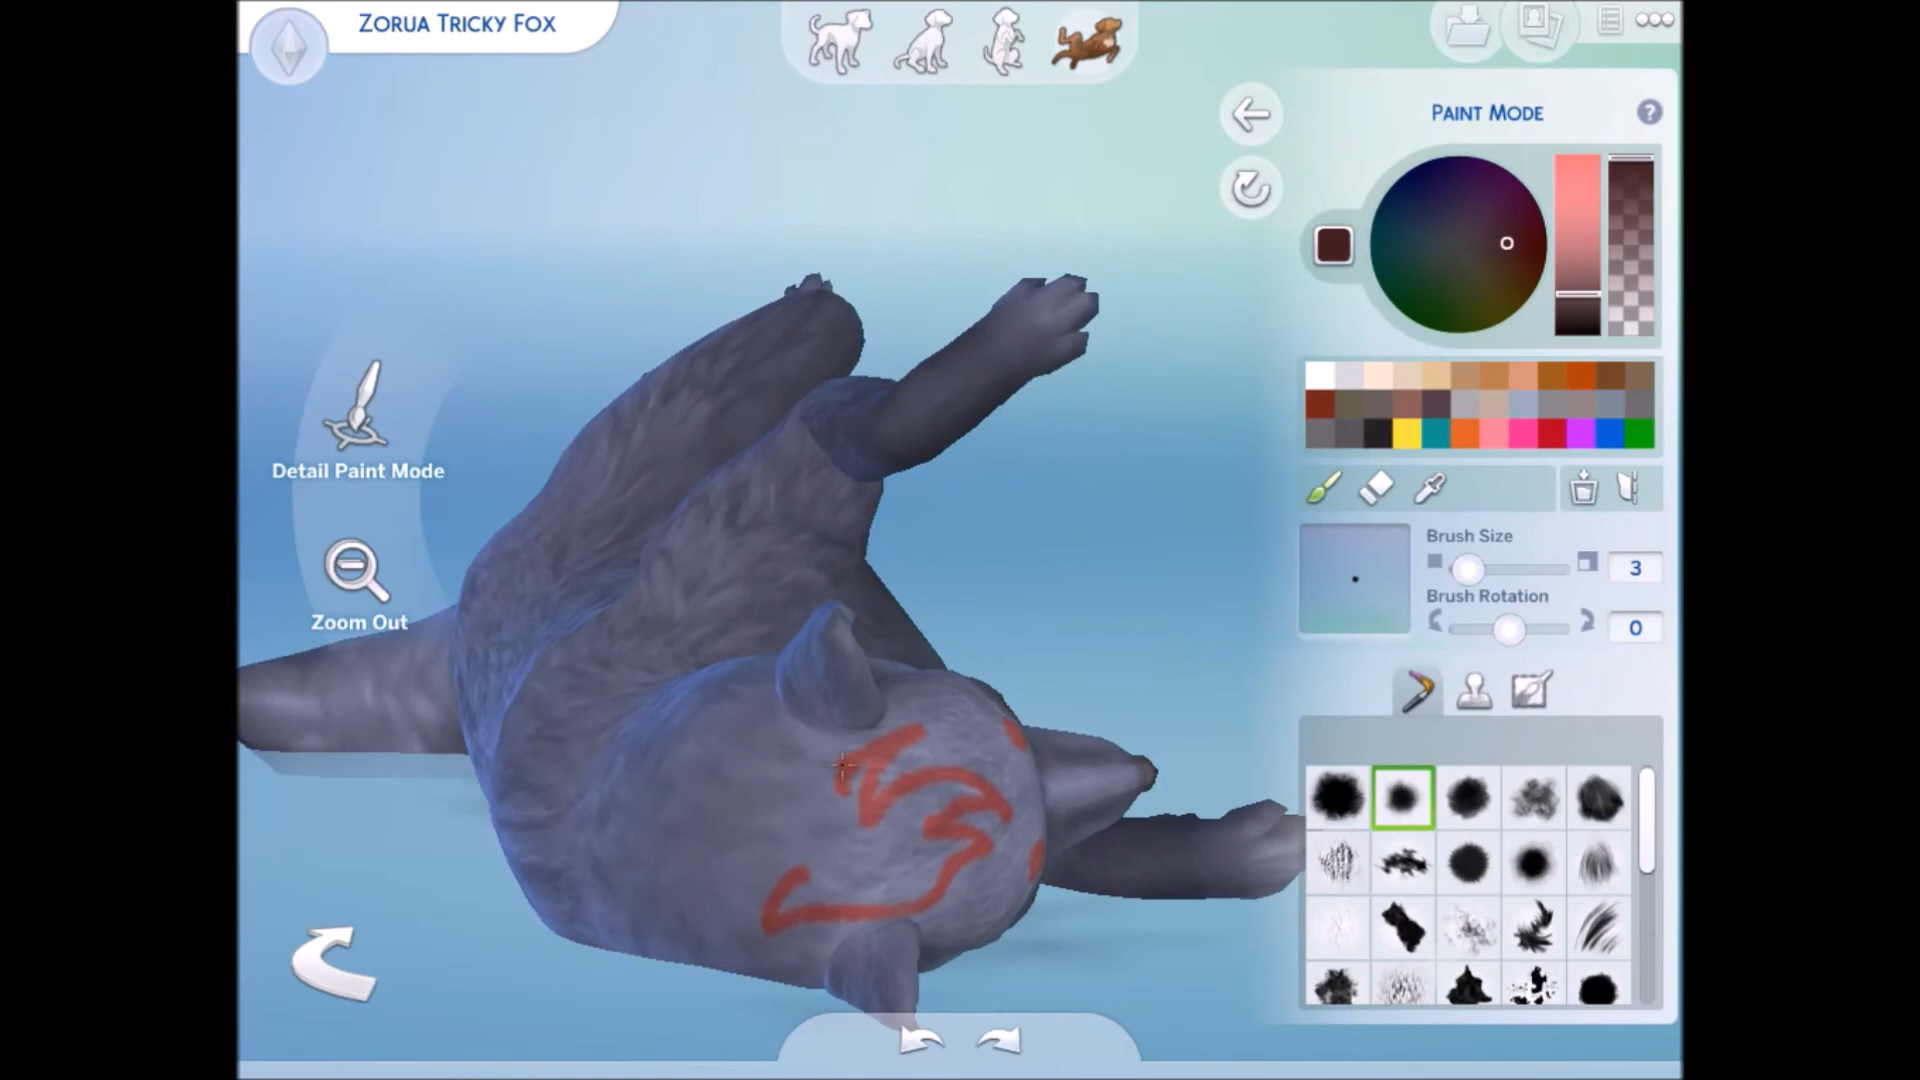 Zorua Tricky Fox
Paint Mode
?
Detail Paint Mode
Brush Size
3
Brush Rotation
0
Zoom Out